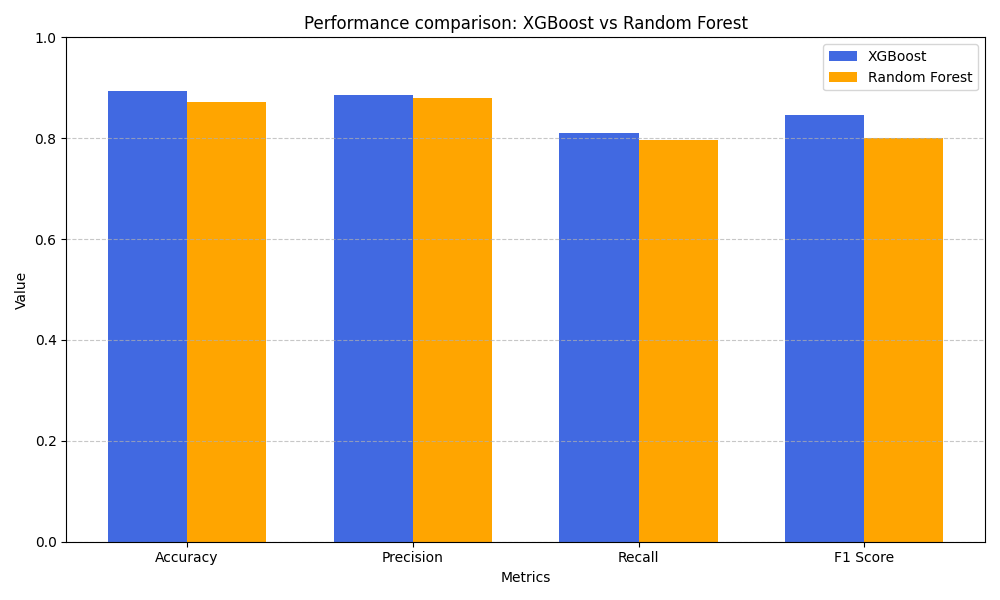 Performance comparison: XGBoost vs Random Forest
XGBoost
Random Forest
1.0
0.8
0.6
0.4
0.2
0.0
Value
Accuracy
Precision
Recall
F1 Score
Metrics